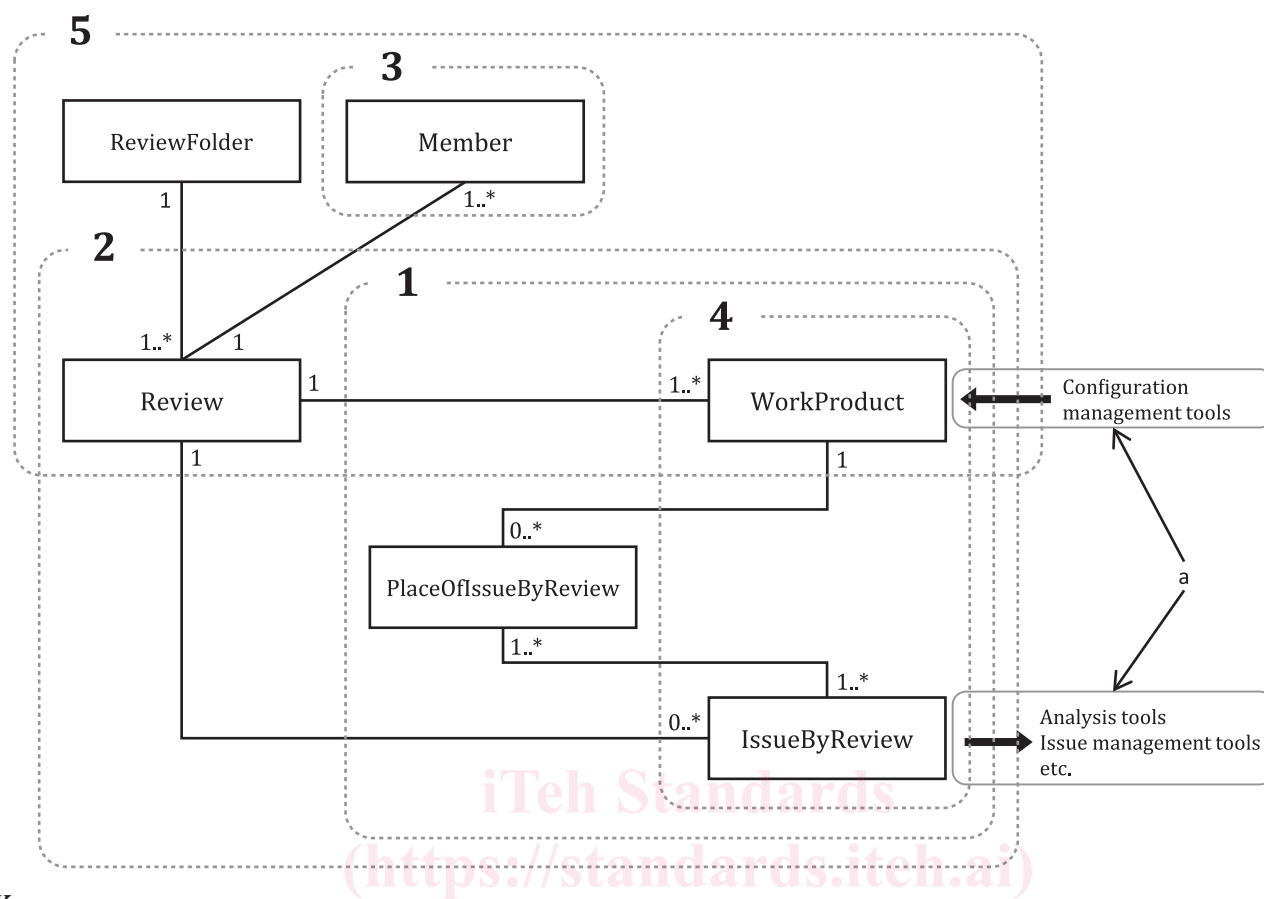 5
3
ReviewFolder
Member
1
1..*
2
1
4
1..*
1
Review
1
1..*
WorkProduct
Configuration
management tools
1
1
0..*
PlaceOfIssueByReview
a
1..*
1..*
0..*
IssueByReview
Analysis tools
Issue management tools
etc.
iTeh Standards
(https://standards.iteh.ai)